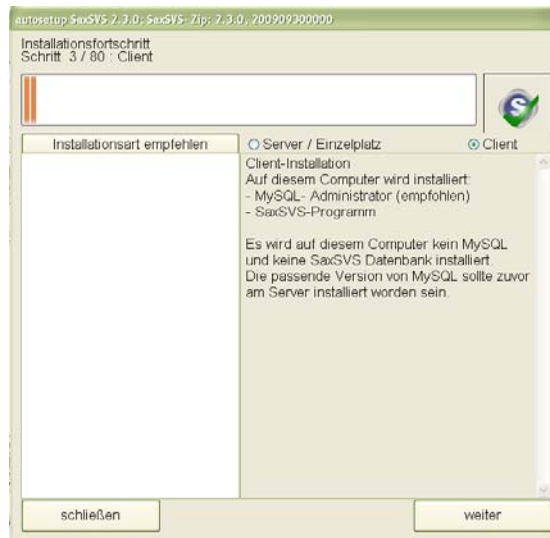 autosetup SaxSVS 2.3.0; SaxSVS- Zip; 2.3.0, 200909300000
Installationsfortschritt
Schritt 3 / 80 : Client
Installationsart empfehlen
Server / Einzelplatz
Client
Client-Installation
Auf diesem Computer wird installiert:
- MySQL- Administrator (empfohlen)
- SaxSVS-Programm
Es wird auf diesem Computer kein MySQL
und keine SaxSVS Datenbank installiert.
Die passende Version von MySQL sollte zuvor
am Server installiert worden sein.
schließen
weiter